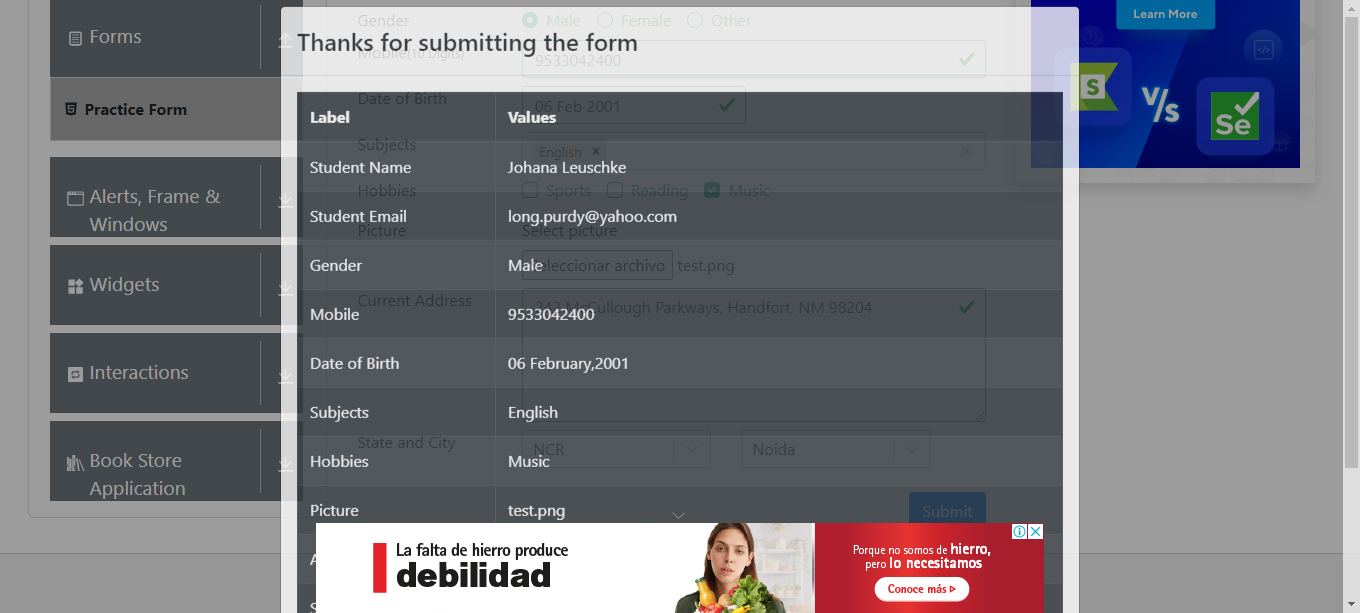 Forms
Practice Form
Alerts, Frame &
Windows
Widgets
Interactions
Book Store
Application
Gender
Male
Female
Other
Mobile(10 Digits)
9533042400
Date of Birth
06 Feb 2001
Subjects
English
Hobbies
Sports
Reading
Music
Picture
Select picture
eleccionar archivo
test.png
Current Address
McCullough Parkways, Handfort, NM 98204
State and City
NCR
Noida
Submit
Thanks for submitting the form
Label Values
Student Name Johana Leuschke
Student Email long.purdy@yahoo.com
Gender Male
Mobile 9533042400
Date of Birth 06 February,2001
Subjects English
Hobbies Music
Picture test.png
Learn More
S
V/s
Se
La falta de hierro produce
debilidad
Porque no somos de hierro,
pero lo necesitamos
Conoce más